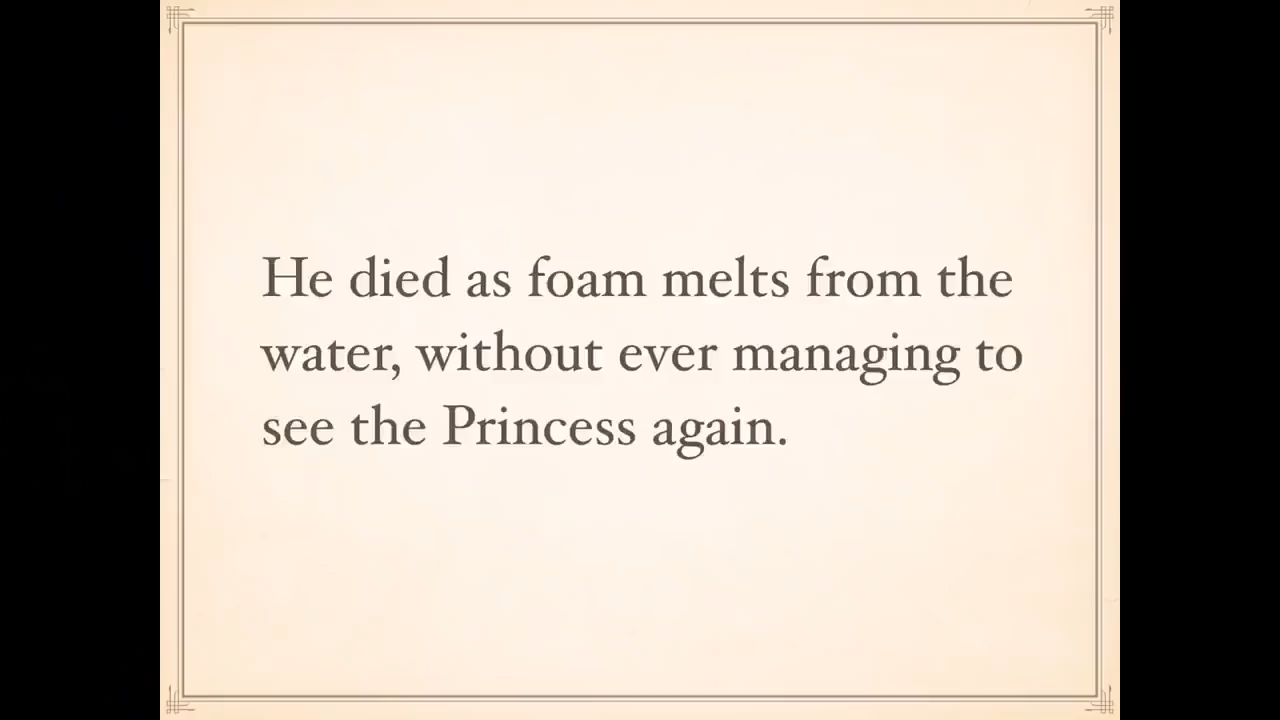 He died as foam melts from the
water, without ever managing to
see the Princess again.